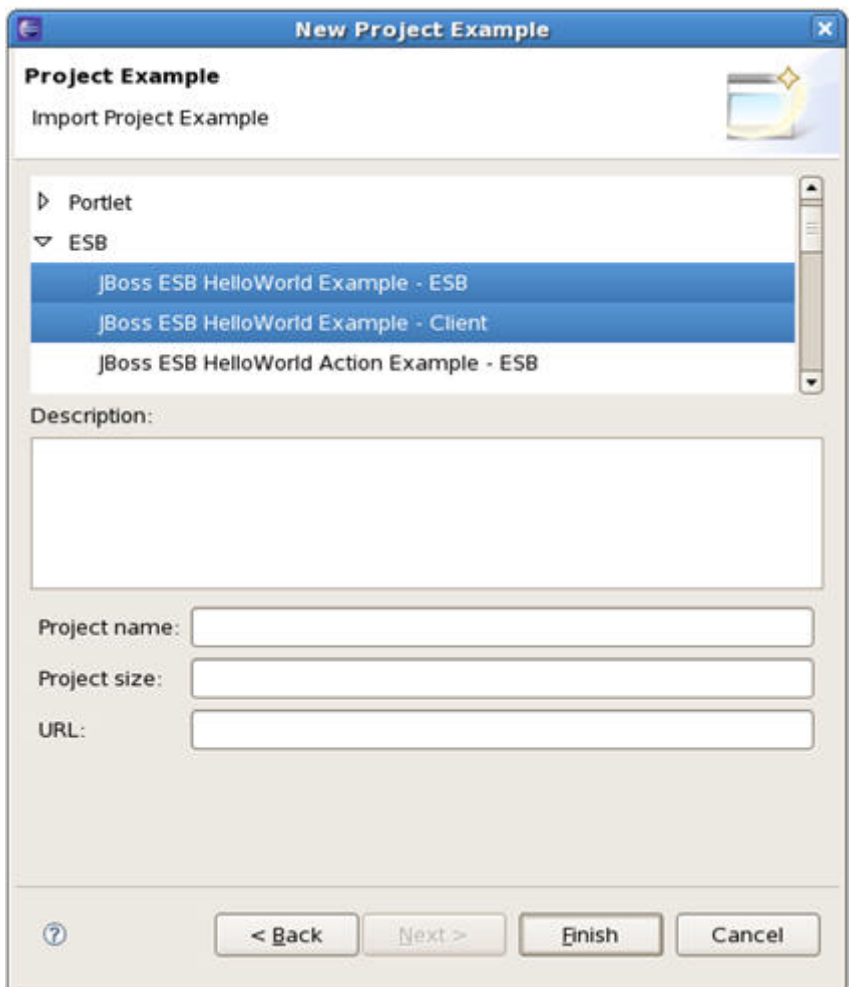 New Project Example
Project Example
Import Project Example
Portlet
ESB
JBoss ESB HelloWorld Example - ESB
JBoss ESB HelloWorld Example - Client
JBoss ESB HelloWorld Action Example - ESB
Description:
Project name:
Project size:
URL:
?
< Back Next > Finish Cancel